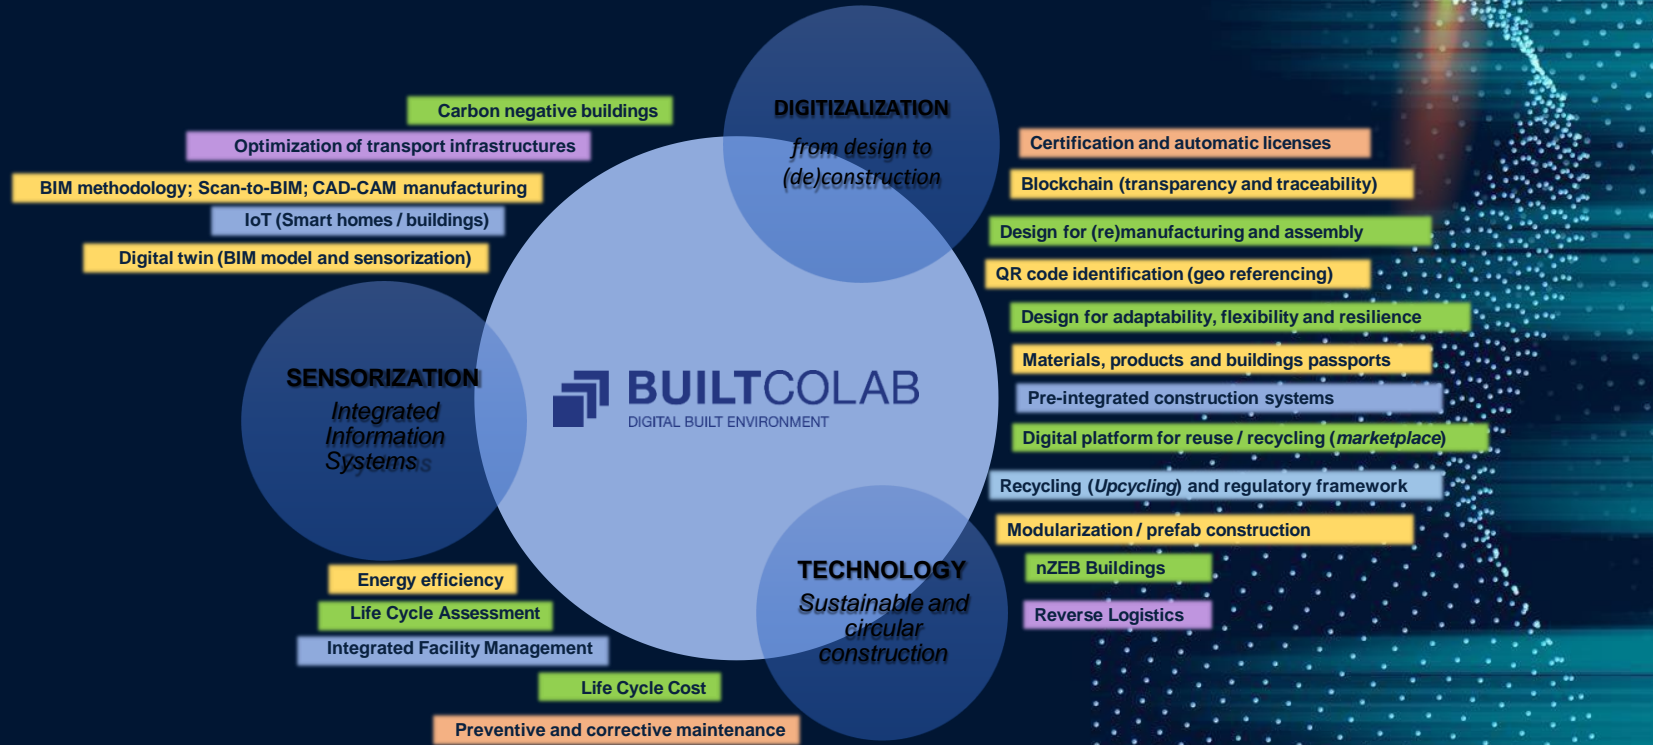 Carbon negative buildings
Optimization of transport infrastructures
BIM methodology; Scan-to-BIM; CAD-CAM manufacturing
IoT (Smart homes / buildings)
Digital twin (BIM model and sensorization)
DIGITIZALIZATION
from design to
(de)construction
SENSORIZATION
Integrated
Information
Systems
BUILTCOLAB
DIGITAL BUILT ENVIRONMENT
TECHNOLOGY
Sustainable and
circular
construction
Certification and automatic licenses
Blockchain (transparency and traceability)
Design for (re)manufacturing and assembly
QR code identification (geo referencing)
Design for adaptability, flexibility and resilience
Materials, products and buildings passports
Pre-integrated construction systems
Digital platform for reuse / recycling (marketplace)
Recycling (Upcycling) and regulatory framework
Modularization / prefab construction
nZEB Buildings
Reverse Logistics
Energy efficiency
Life Cycle Assessment
Integrated Facility Management
Life Cycle Cost
Preventive and corrective maintenance